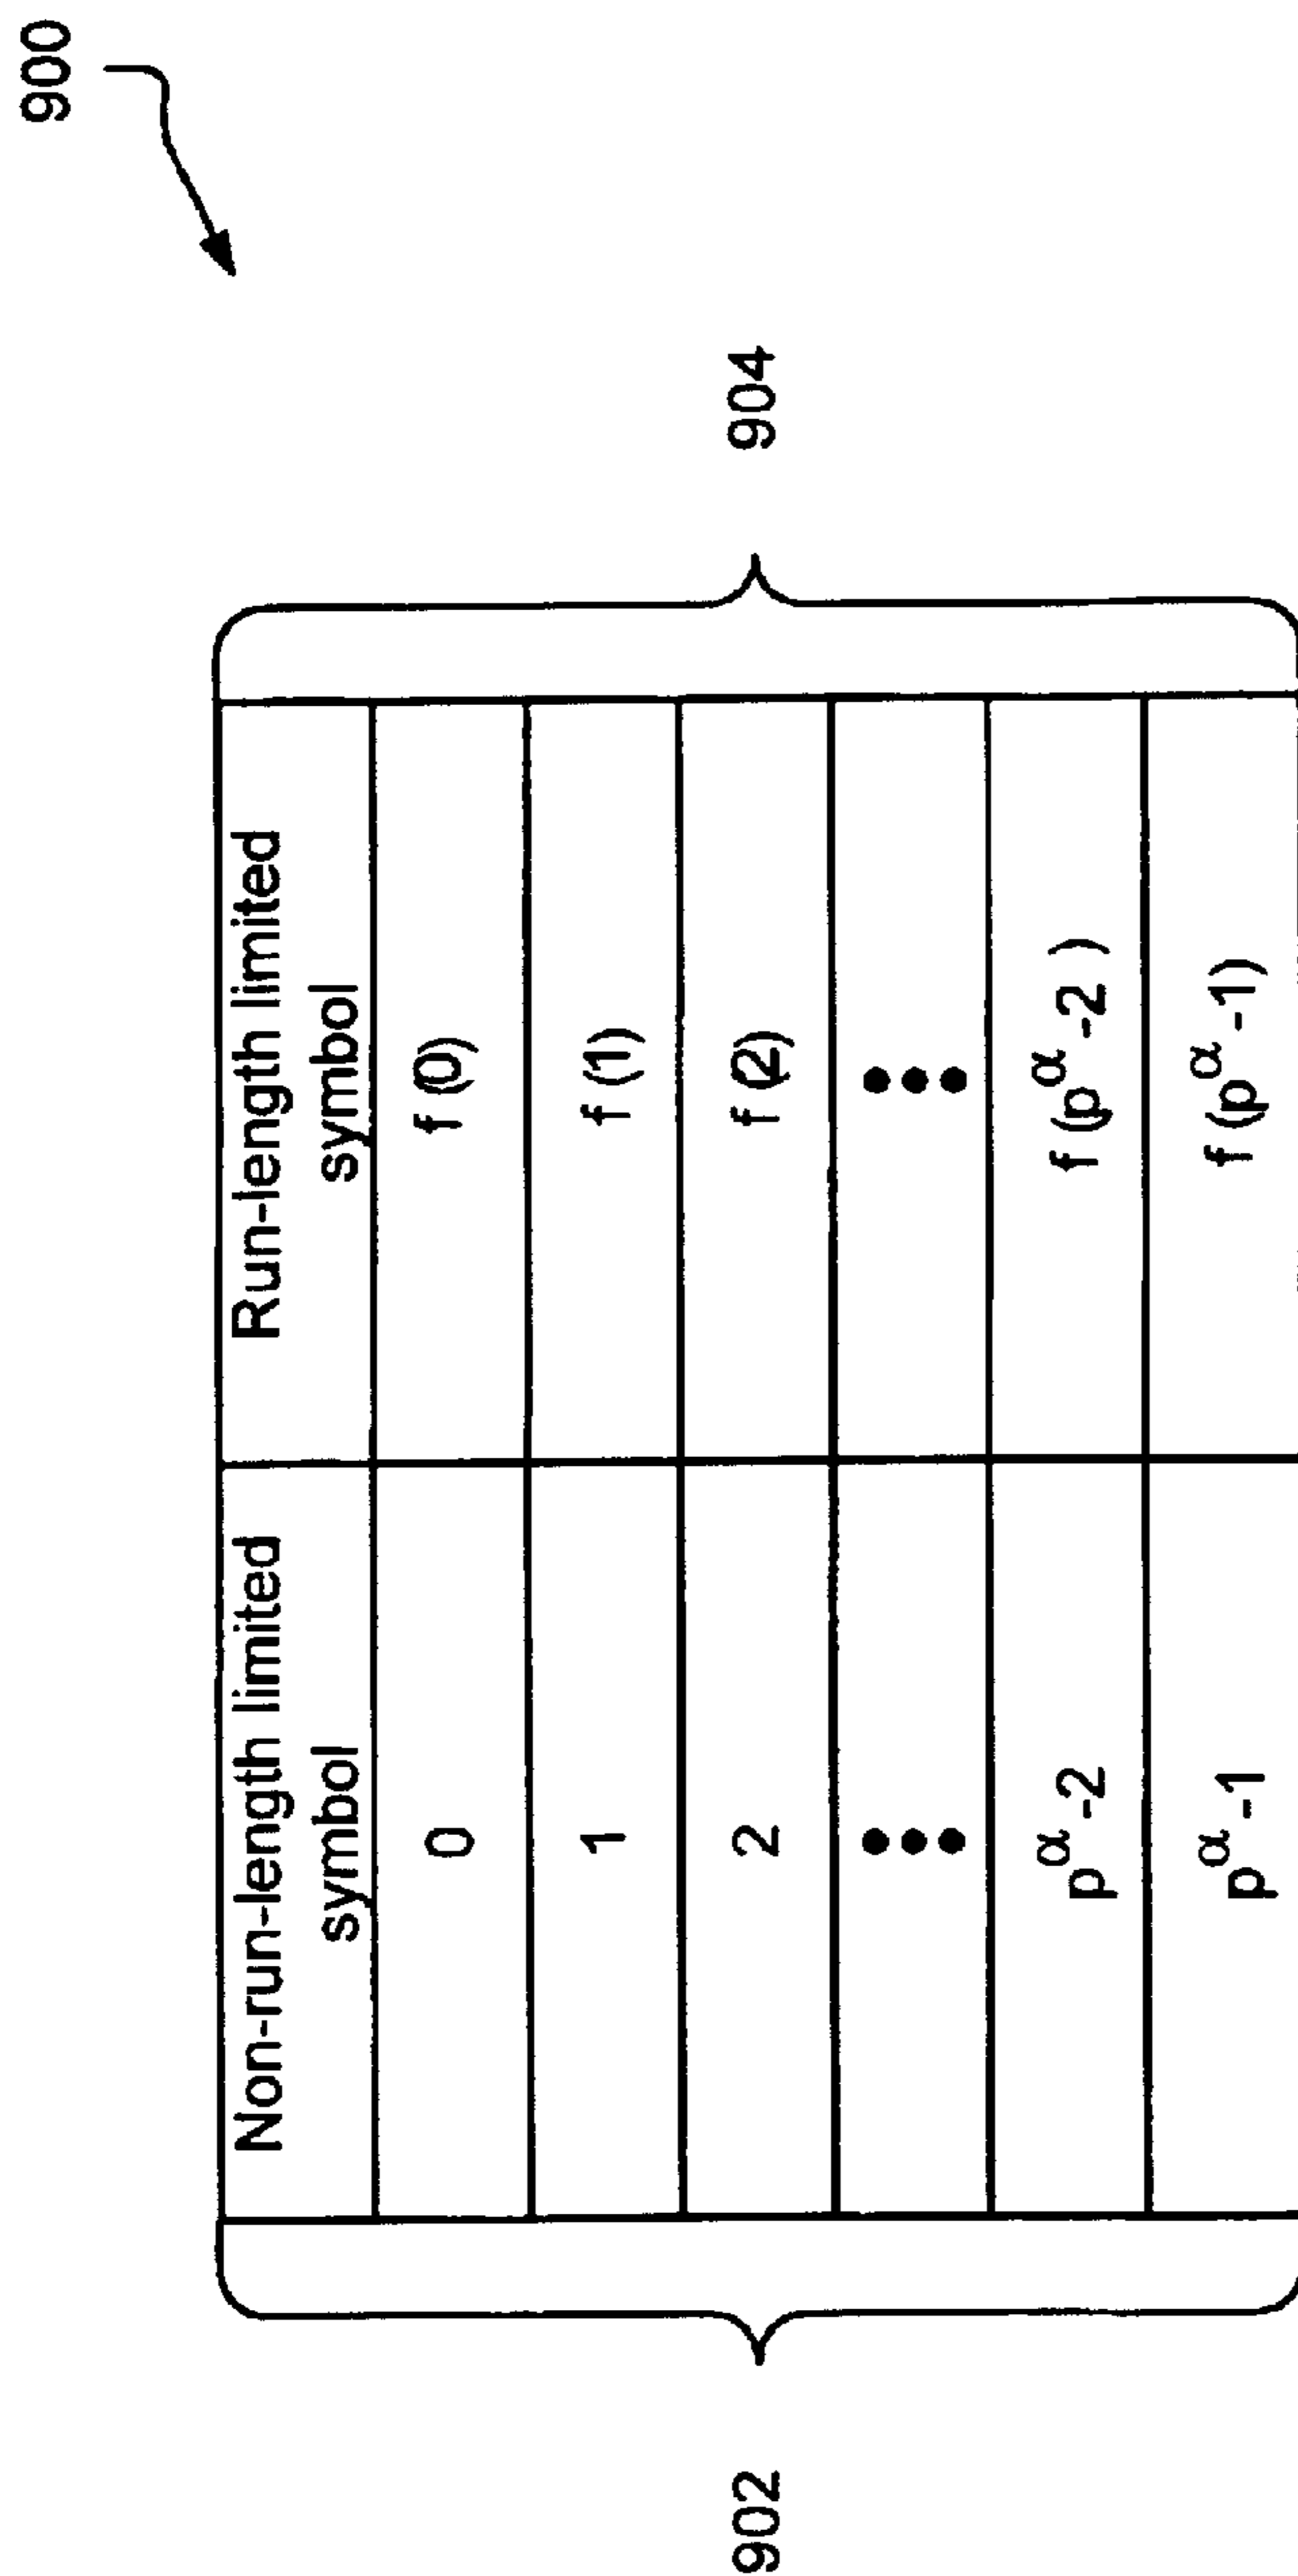 900
902
904
Non-run-length limited
symbol
Run-length limited
symbol
0
f (0)
1
f (1)
2
f (2)
●●●
●●●
p^α-2
f (p^α-2 )
p^α-1
f (p^α-1)